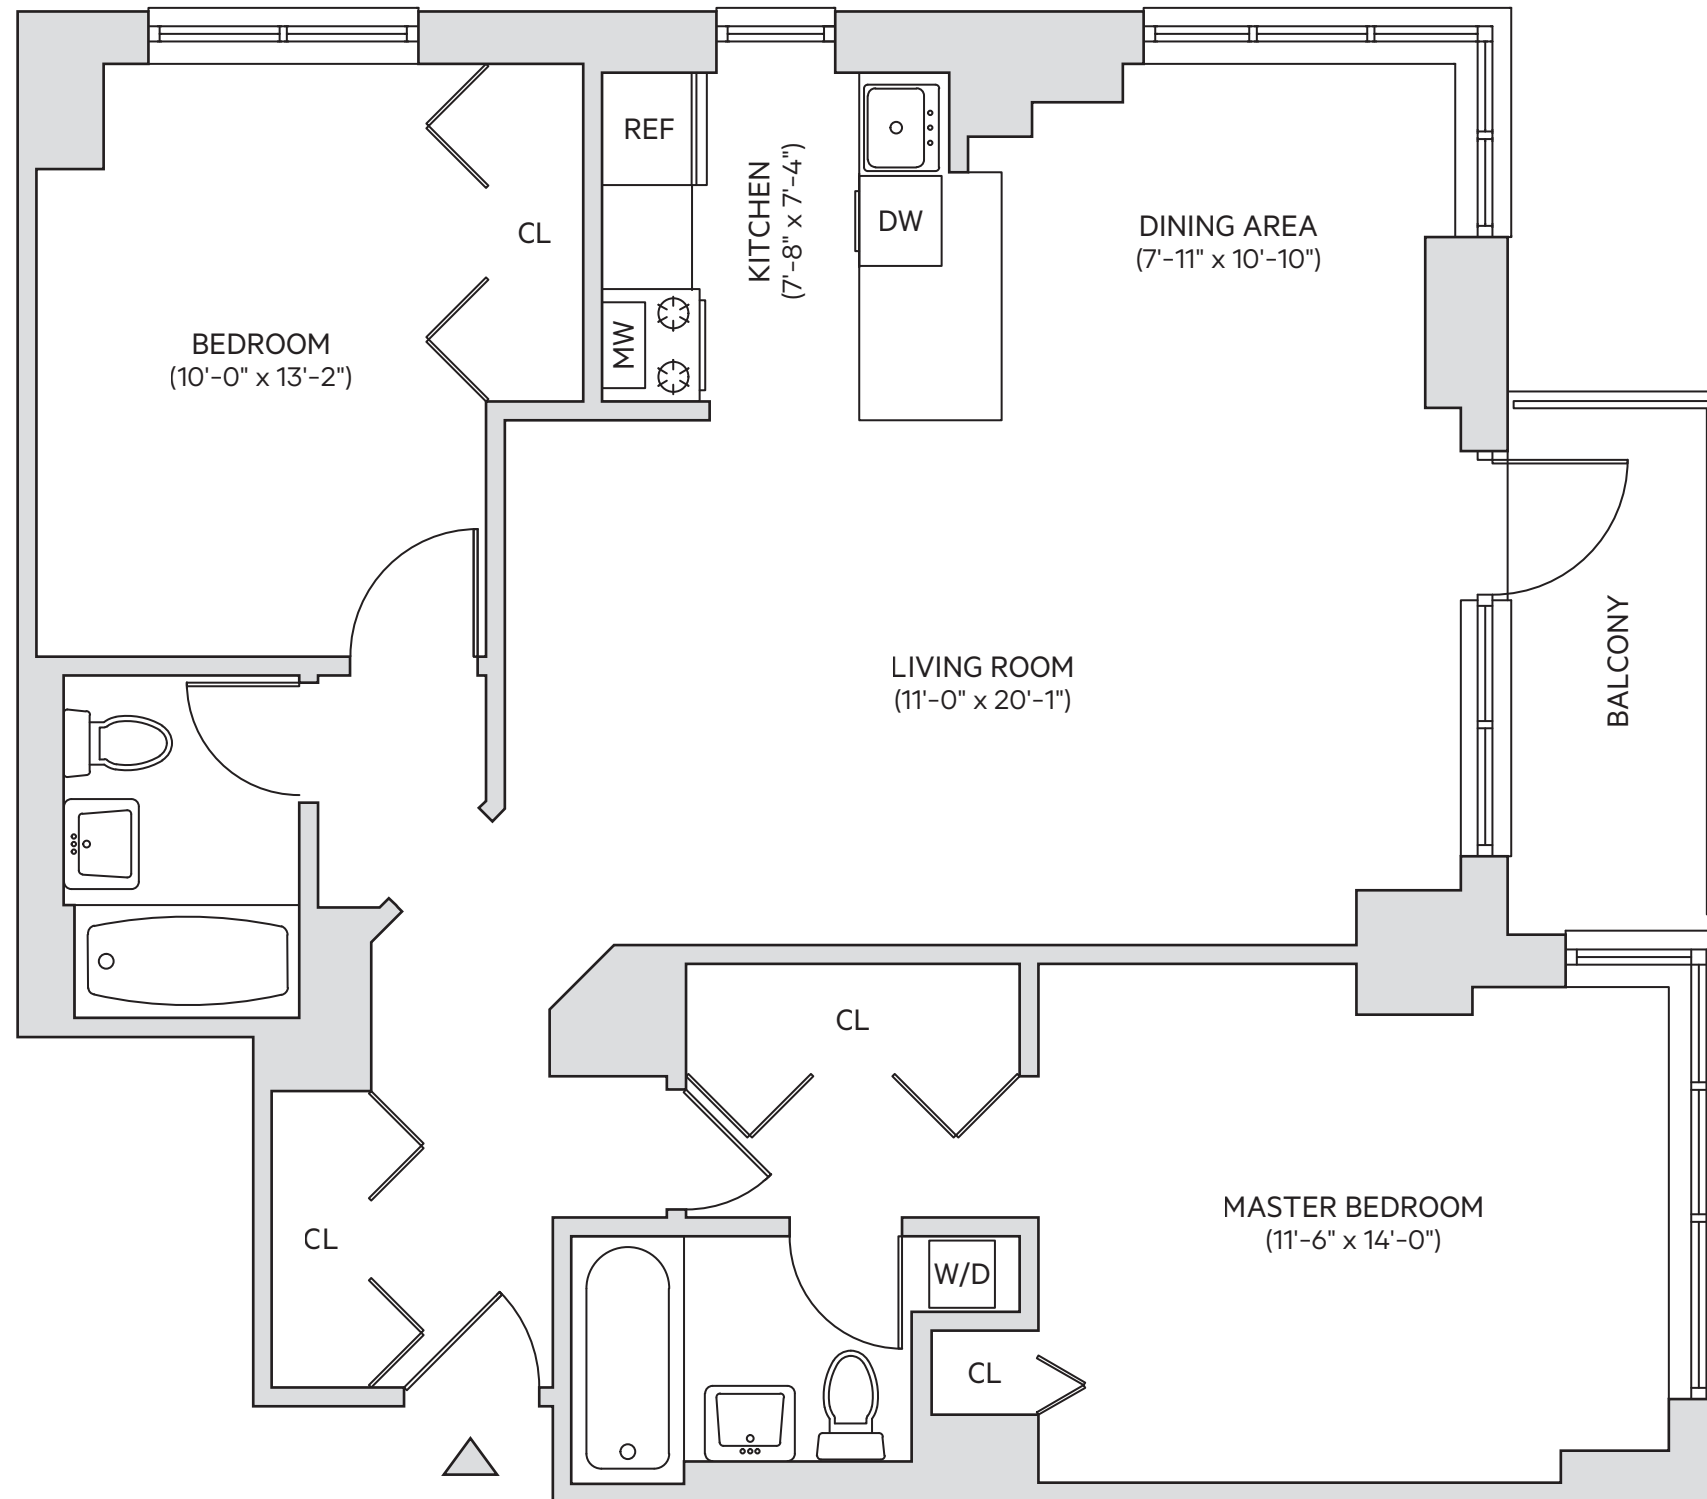 REF
KITCHEN
(7'-8" x 7'-4")
DW
DINING AREA
(7'-11" x 10'-10")
CL
BEDROOM
(10'-0" x 13'-2")
MW
LIVING ROOM
(11'-0" x 20'-1")
BALCONY
CL
MASTER BEDROOM
(11'-6" x 14'-0")
CL
W/D
CL